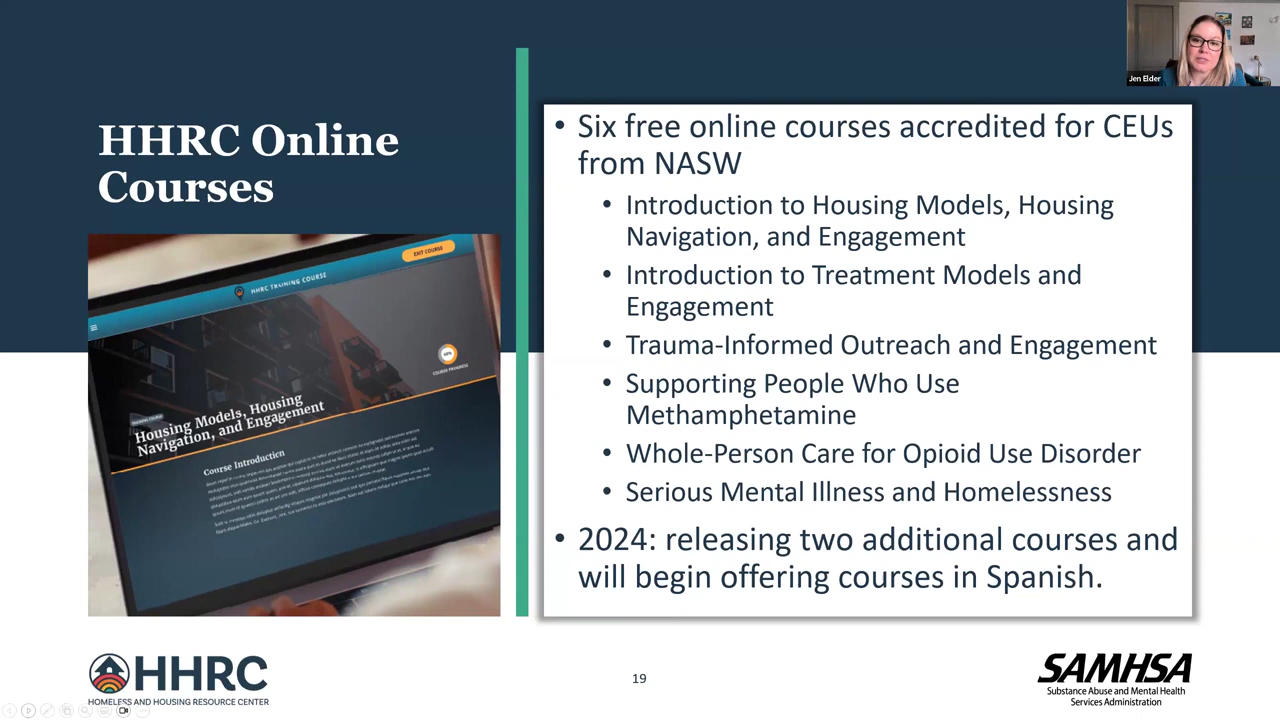 Jen Elder
HHRC Online
Courses
• Six free online courses accredited for CEUs
from NASW
• Introduction to Housing Models, Housing
Navigation, and Engagement
• Introduction to Treatment Models and
Engagement
• Trauma-Informed Outreach and Engagement
• Supporting People Who Use
Methamphetamine
• Whole-Person Care for Opioid Use Disorder
• Serious Mental Illness and Homelessness
• 2024: releasing two additional courses and
will begin offering courses in Spanish.
EXIT COURSE
HHRC TRAINING COURSE
COURSE PROGRESS
Housing Models, Housing
Navigation, and Engagement
Course Introduction
HHRC
HOMELESS AND HOUSING RESOURCE CENTER
19
SAMHSA
Substance Abuse and Mental Health
Services Administration